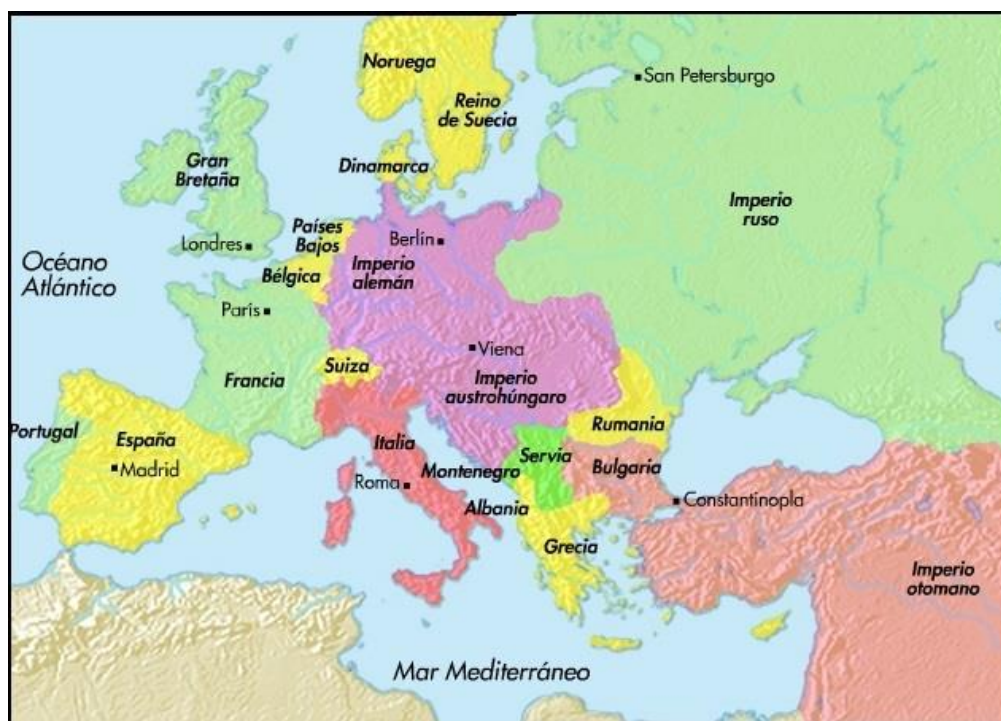 Noruega
San Petersburgo
Reino
de Suecia
Gran
Bretaña
Dinamarca
Imperio
ruso
Países
Bajos
Londres
Berlín
Océano
Atlántico
Bélgica
Imperio
alemán
París
Viena
Suiza
Francia
Imperio
austrohúngaro
Rumania
Portugal
España
Italia
Servia
Madrid
Montenegro
Bulgaria
Roma
Albania
Constantinopla
Grecia
Imperio
otomano
Mar Mediterráneo